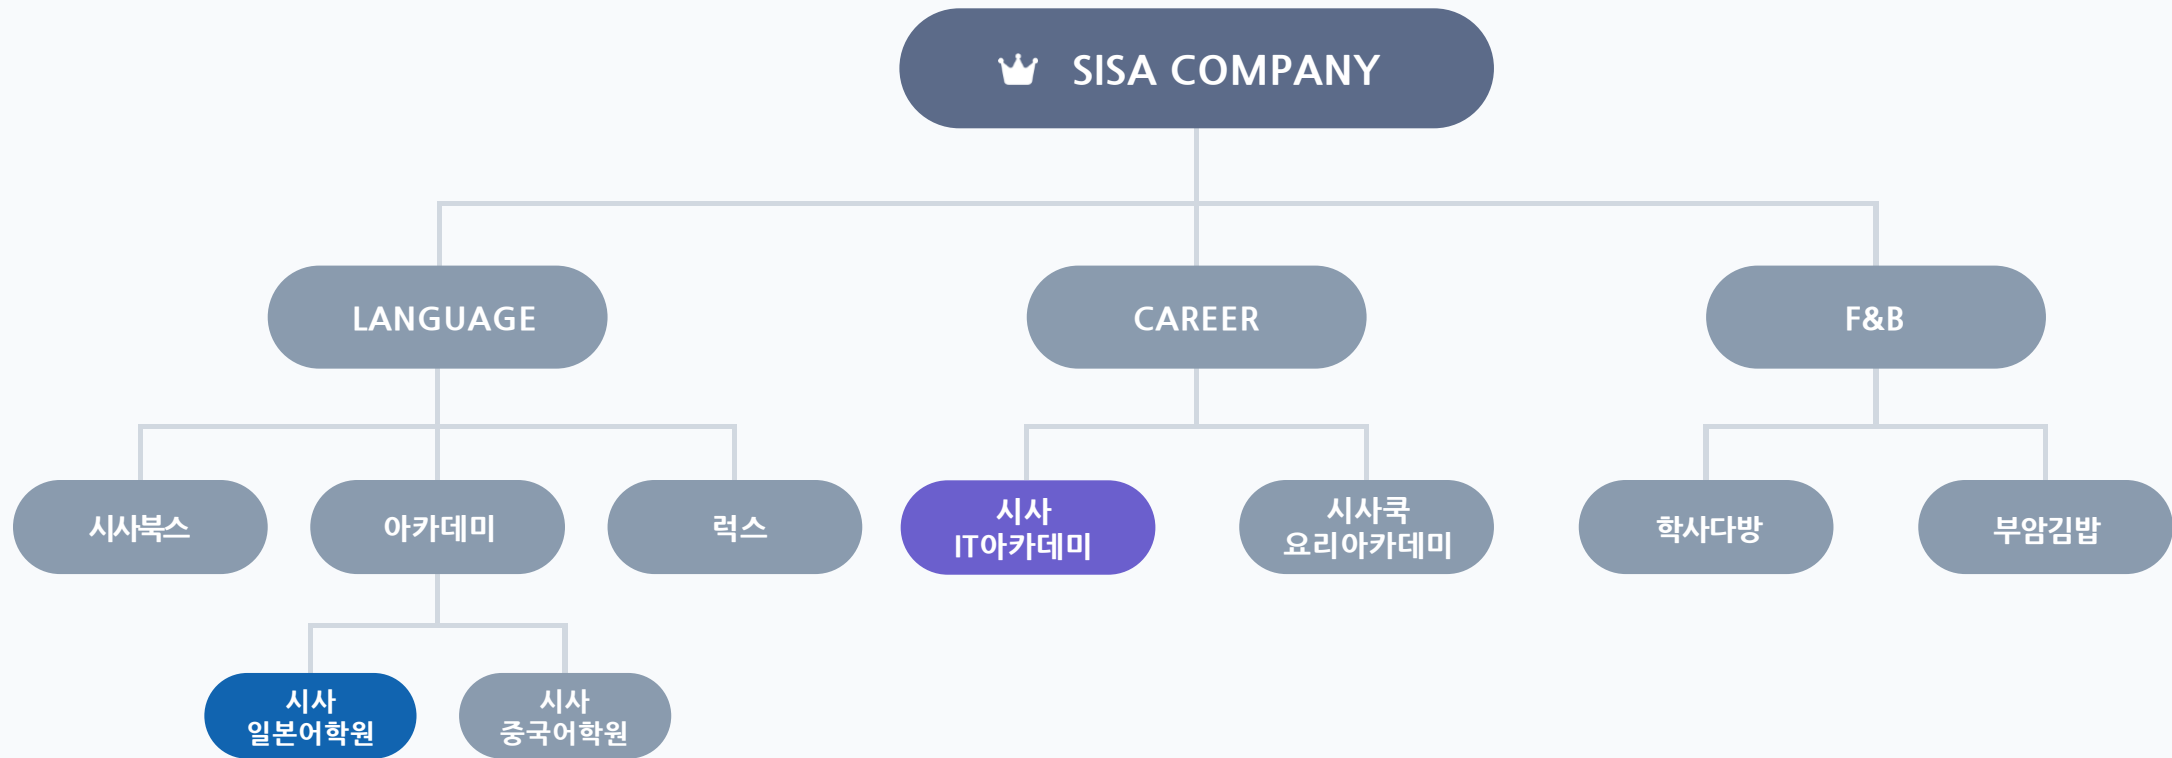 SISA COMPANY
LANGUAGE
CAREER
F&B
시사북스
아카데미
럭스
시사
IT아카데미
시사쿡
요리아카데미
학사다방
부암김밥
시사
일본어학원
시사
중국어학원